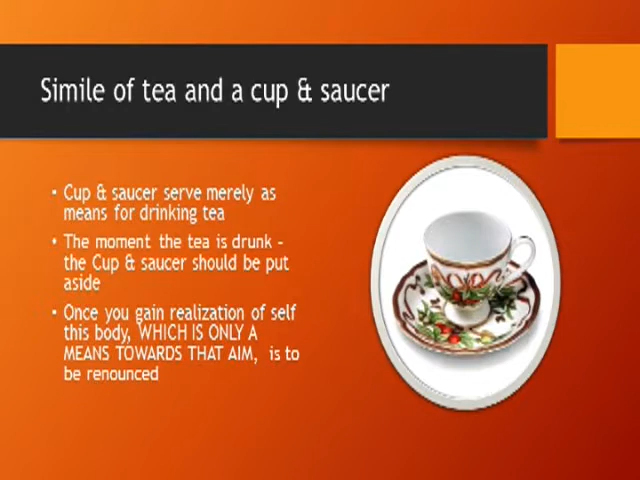 Simile of tea and a cup & saucer
• Cup & saucer serve merely as
means for drinking tea
• The moment the tea is drunk –
the Cup & saucer should be put
aside
• Once you gain realization of self
this body, WHICH IS ONLY A
MEANS TOWARDS THAT AIM, is to
be renounced